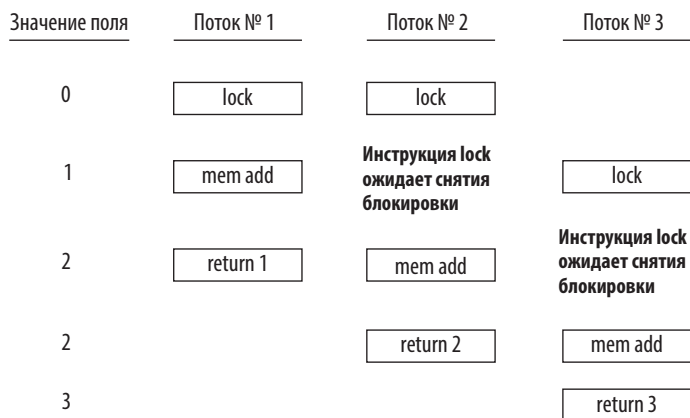 Значение поля Поток № 1 Поток № 2 Поток № 3
0 lock lock
1 mem add Инструкция lock ожидает снятия блокировки lock
2 return 1 mem add Инструкция lock ожидает снятия блокировки
2 return 2 mem add
3 return 3